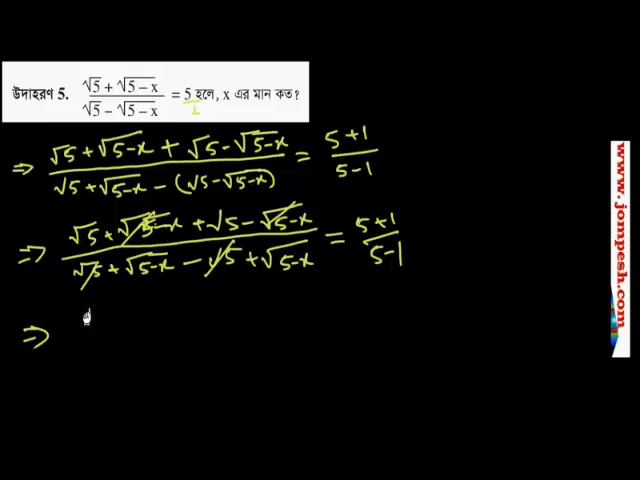 উদাহরণ 5. (√5 + √(5 – x)) / (√5 – √(5 – x)) = 5 হলে, x এর মান কত?
1
⇒ (√5 + √(5-x) + √5 - √(5-x)) / (√5 + √(5-x) - (√5 - √(5-x))) = (5+1) / (5-1)
⇒ (√5 + √(5-x) + √5 - √(5-x)) / (√5 + √(5-x) - √5 + √(5-x)) = (5+1) / (5-1)
⇒
www.jompesh.com